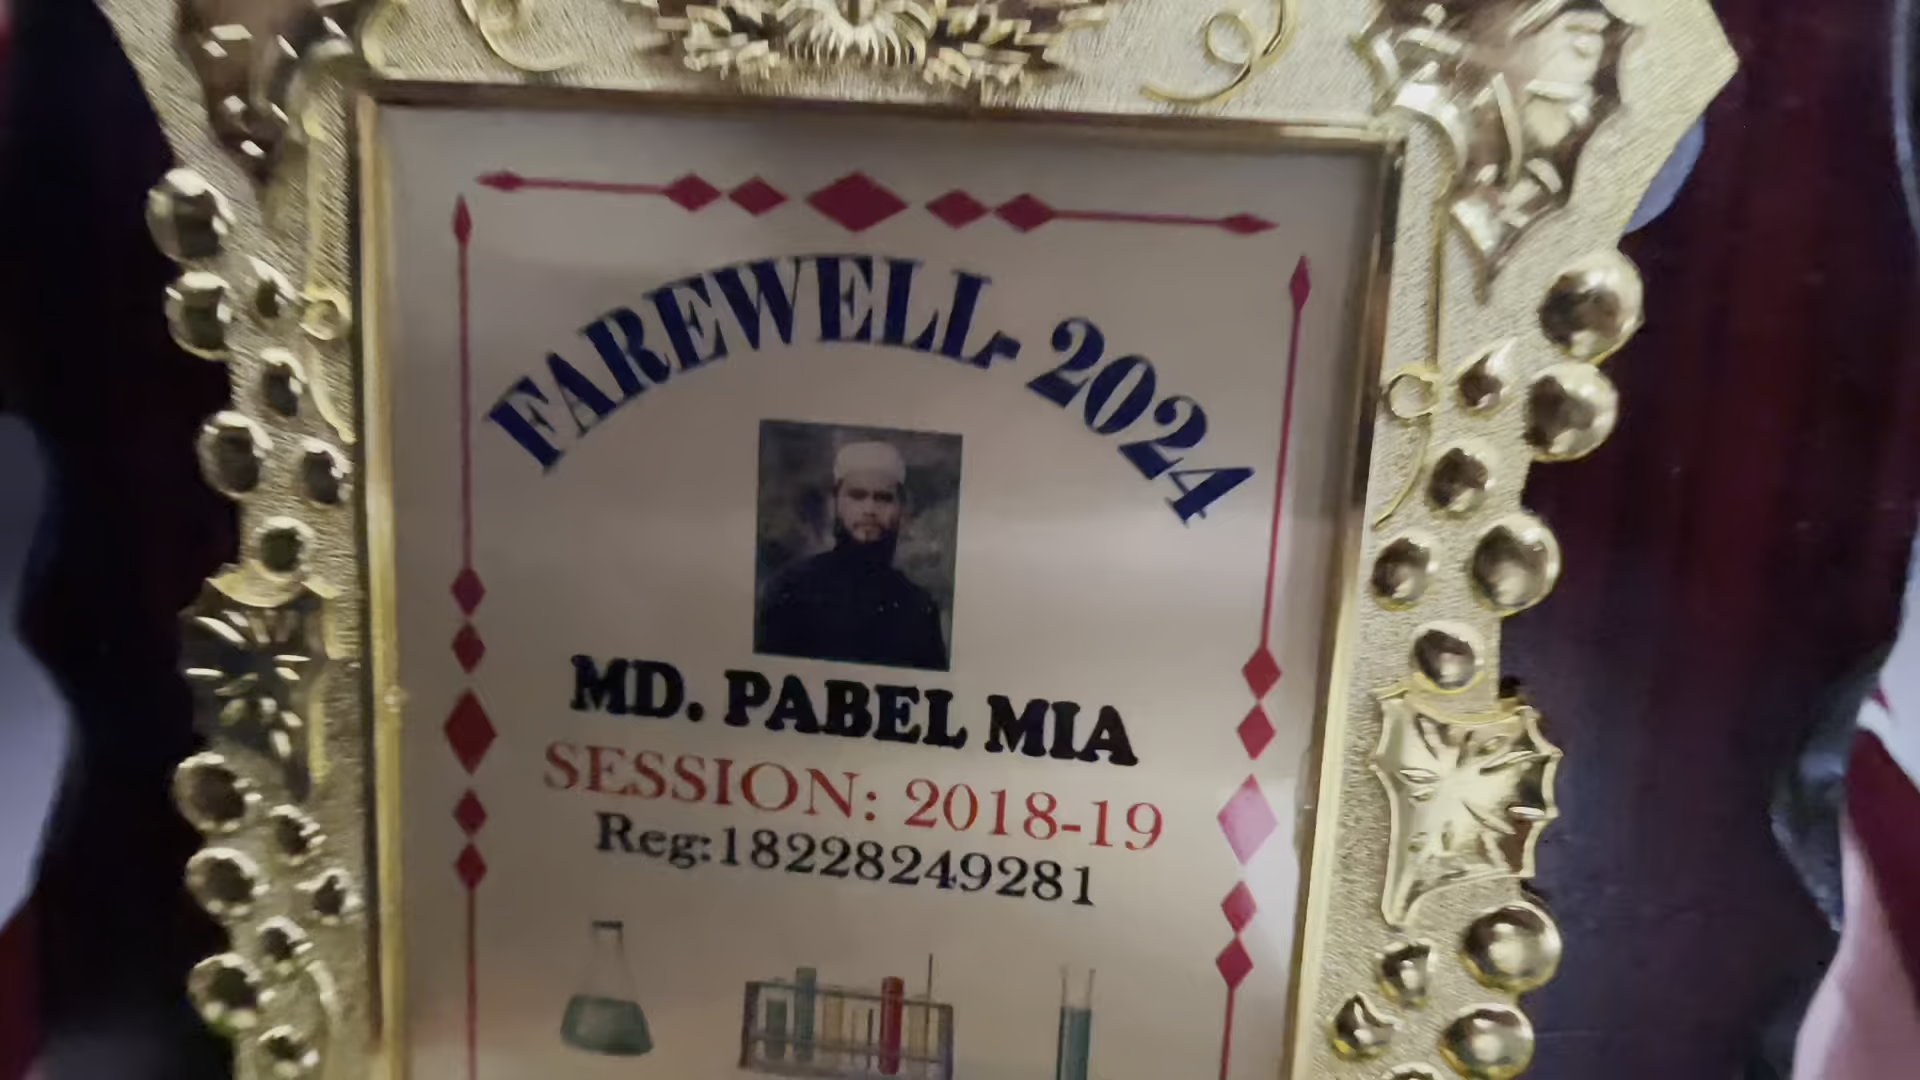 FAREWELL- 2024
MD. PABEL MIA
SESSION: 2018-19
Reg:18228249281